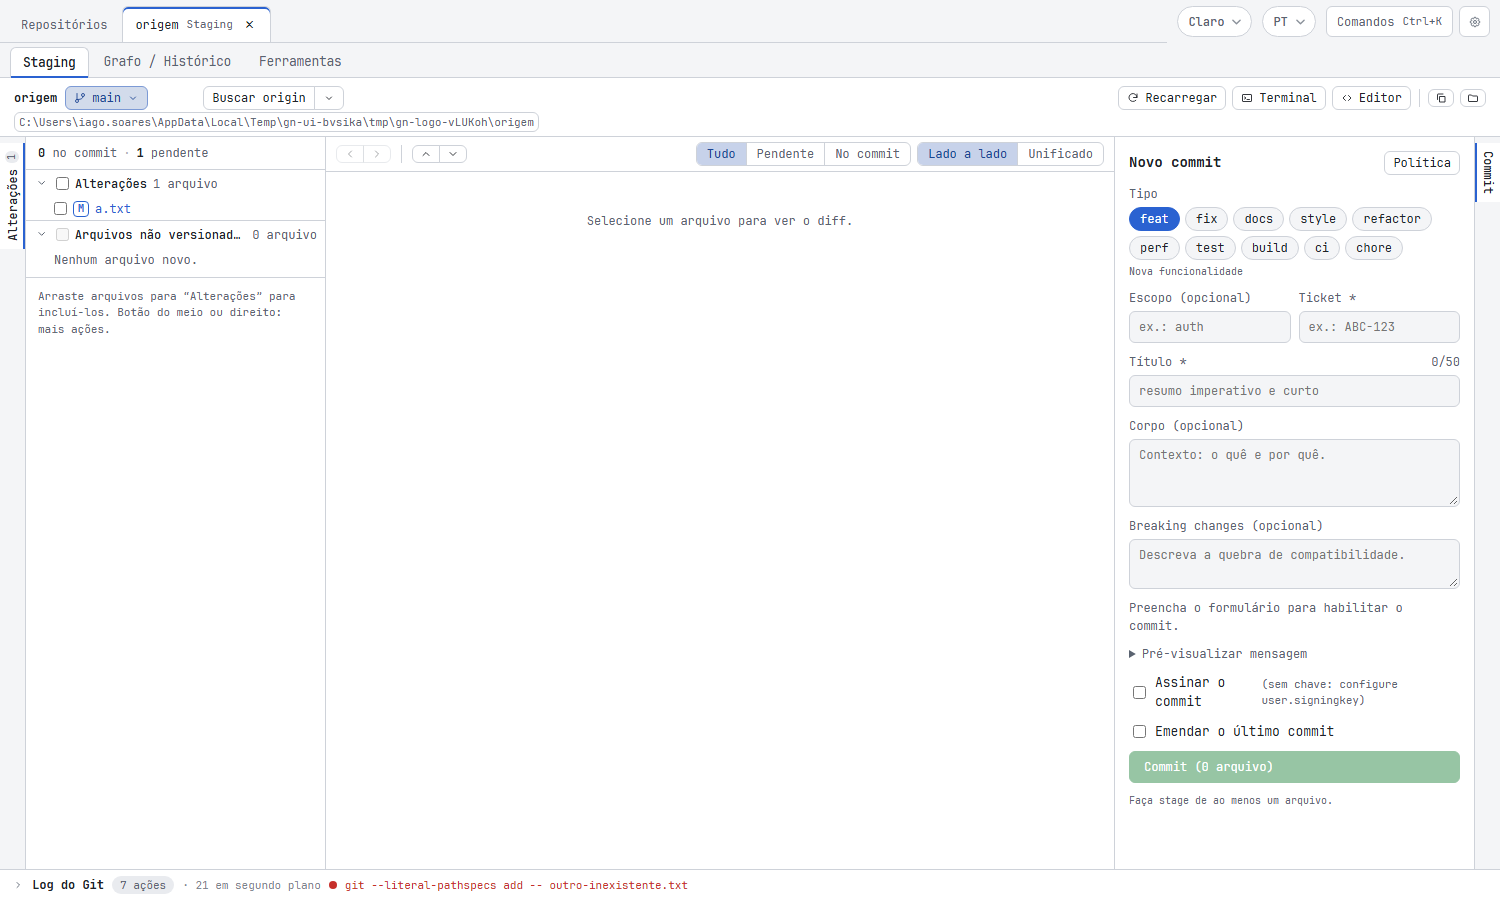 Repositórios
origem Staging ×
Claro
PT
Comandos Ctrl+K
Staging
Grafo / Histórico
Ferramentas
origem
main
Buscar origin
Recarregar
Terminal
Editor
C:\Users\iago.soares\AppData\Local\Temp\gn-ui-bvsika\tmp\gn-logo-vLUKoh\origem
Alterações 1
0 no commit · 1 pendente
Alterações 1 arquivo
M a.txt
Arquivos não versionad… 0 arquivo
Nenhum arquivo novo.
Arraste arquivos para “Alterações” para
incluí-los. Botão do meio ou direito:
mais ações.
Tudo
Pendente
No commit
Lado a lado
Unificado
Selecione um arquivo para ver o diff.
Novo commit
Política
Tipo
feat
fix
docs
style
refactor
perf
test
build
ci
chore
Nova funcionalidade
Escopo (opcional)
Ticket *
ex.: auth
ex.: ABC-123
Título *
0/50
resumo imperativo e curto
Corpo (opcional)
Contexto: o quê e por quê.
Breaking changes (opcional)
Descreva a quebra de compatibilidade.
Preencha o formulário para habilitar o
commit.
Pré-visualizar mensagem
Assinar o
commit
(sem chave: configure
user.signingkey)
Emendar o último commit
Commit (0 arquivo)
Faça stage de ao menos um arquivo.
Commit
Log do Git
7 ações
· 21 em segundo plano
git --literal-pathspecs add -- outro-inexistente.txt